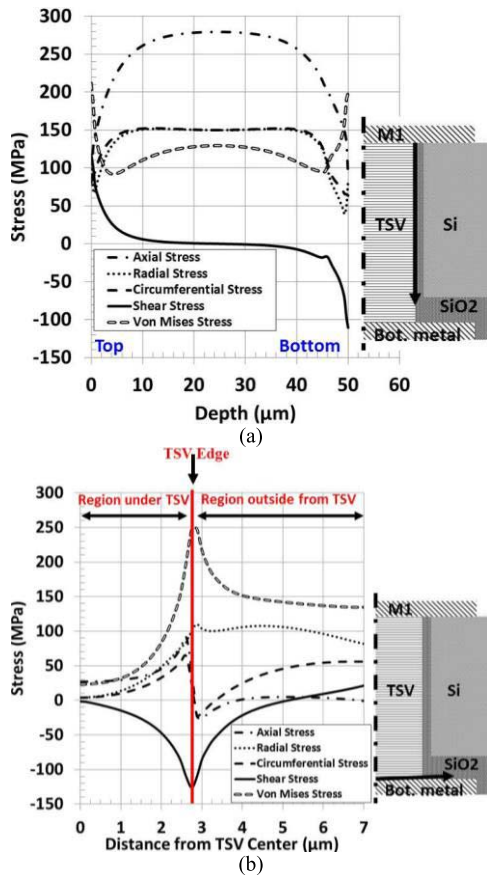 300
250
200
150
100
50
0
-50
-100
-150
Stress (MPa)
M1
TSV
Si
SiO2
Bot. metal
Axial Stress
Radial Stress
Circumferential Stress
Shear Stress
Von Mises Stress
Top
Bottom
0 10 20 30 40 50 60
Depth (μm)
(a)
TSV Edge
Region under TSV
Region outside from TSV
300
250
200
150
100
50
0
-50
-100
-150
Stress (MPa)
M1
TSV
Si
SiO2
Bot. metal
Axial Stress
Radial Stress
Circumferential Stress
Shear Stress
Von Mises Stress
0 1 2 3 4 5 6 7
Distance from TSV Center (μm)
(b)